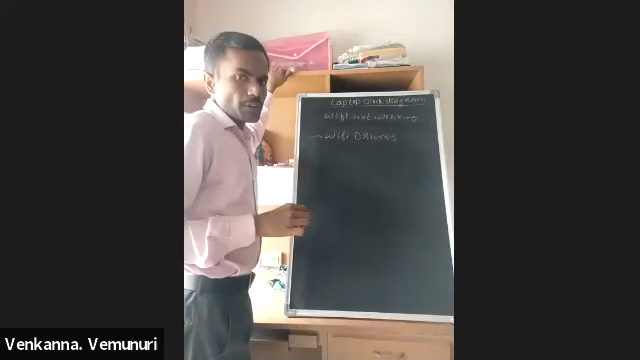 Laptop Block diagram
Wifi not working
→ Wifi Drivers
Venkanna. Vemunuri